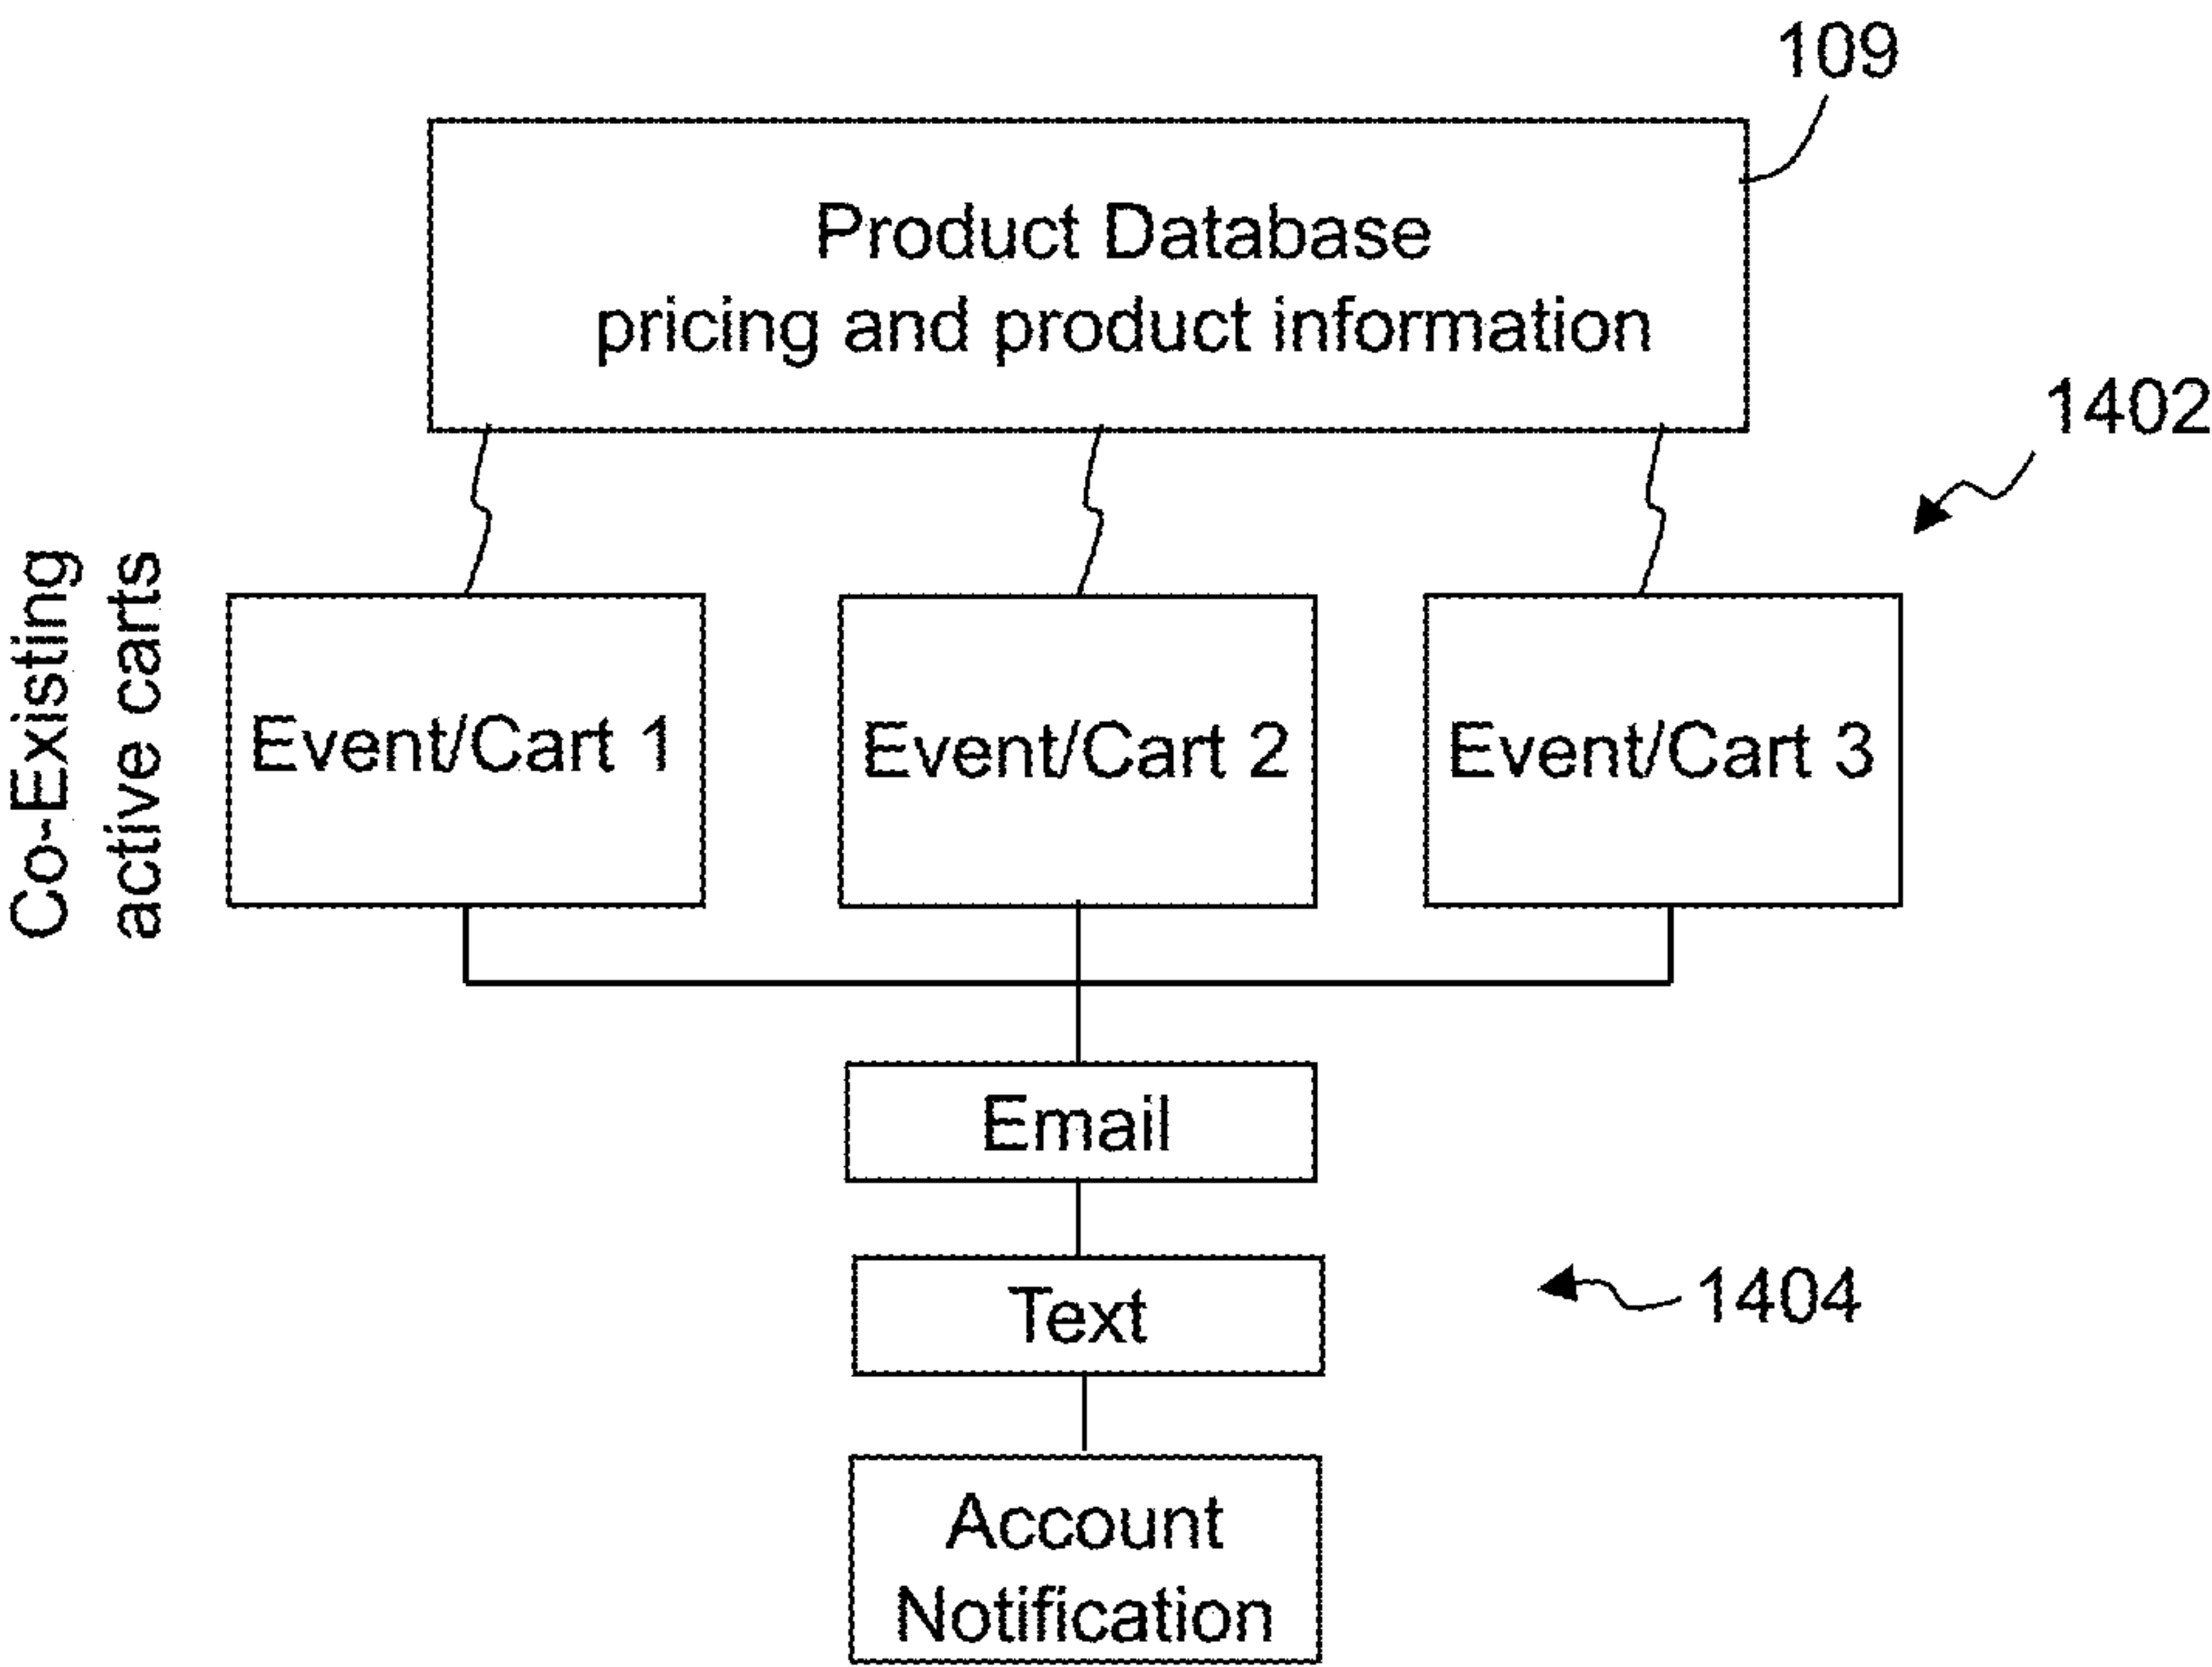 109
Product Database
pricing and product information
1402
Co-Existing
active carts
Event/Cart 1
Event/Cart 2
Event/Cart 3
Email
Text
1404
Account
Notification